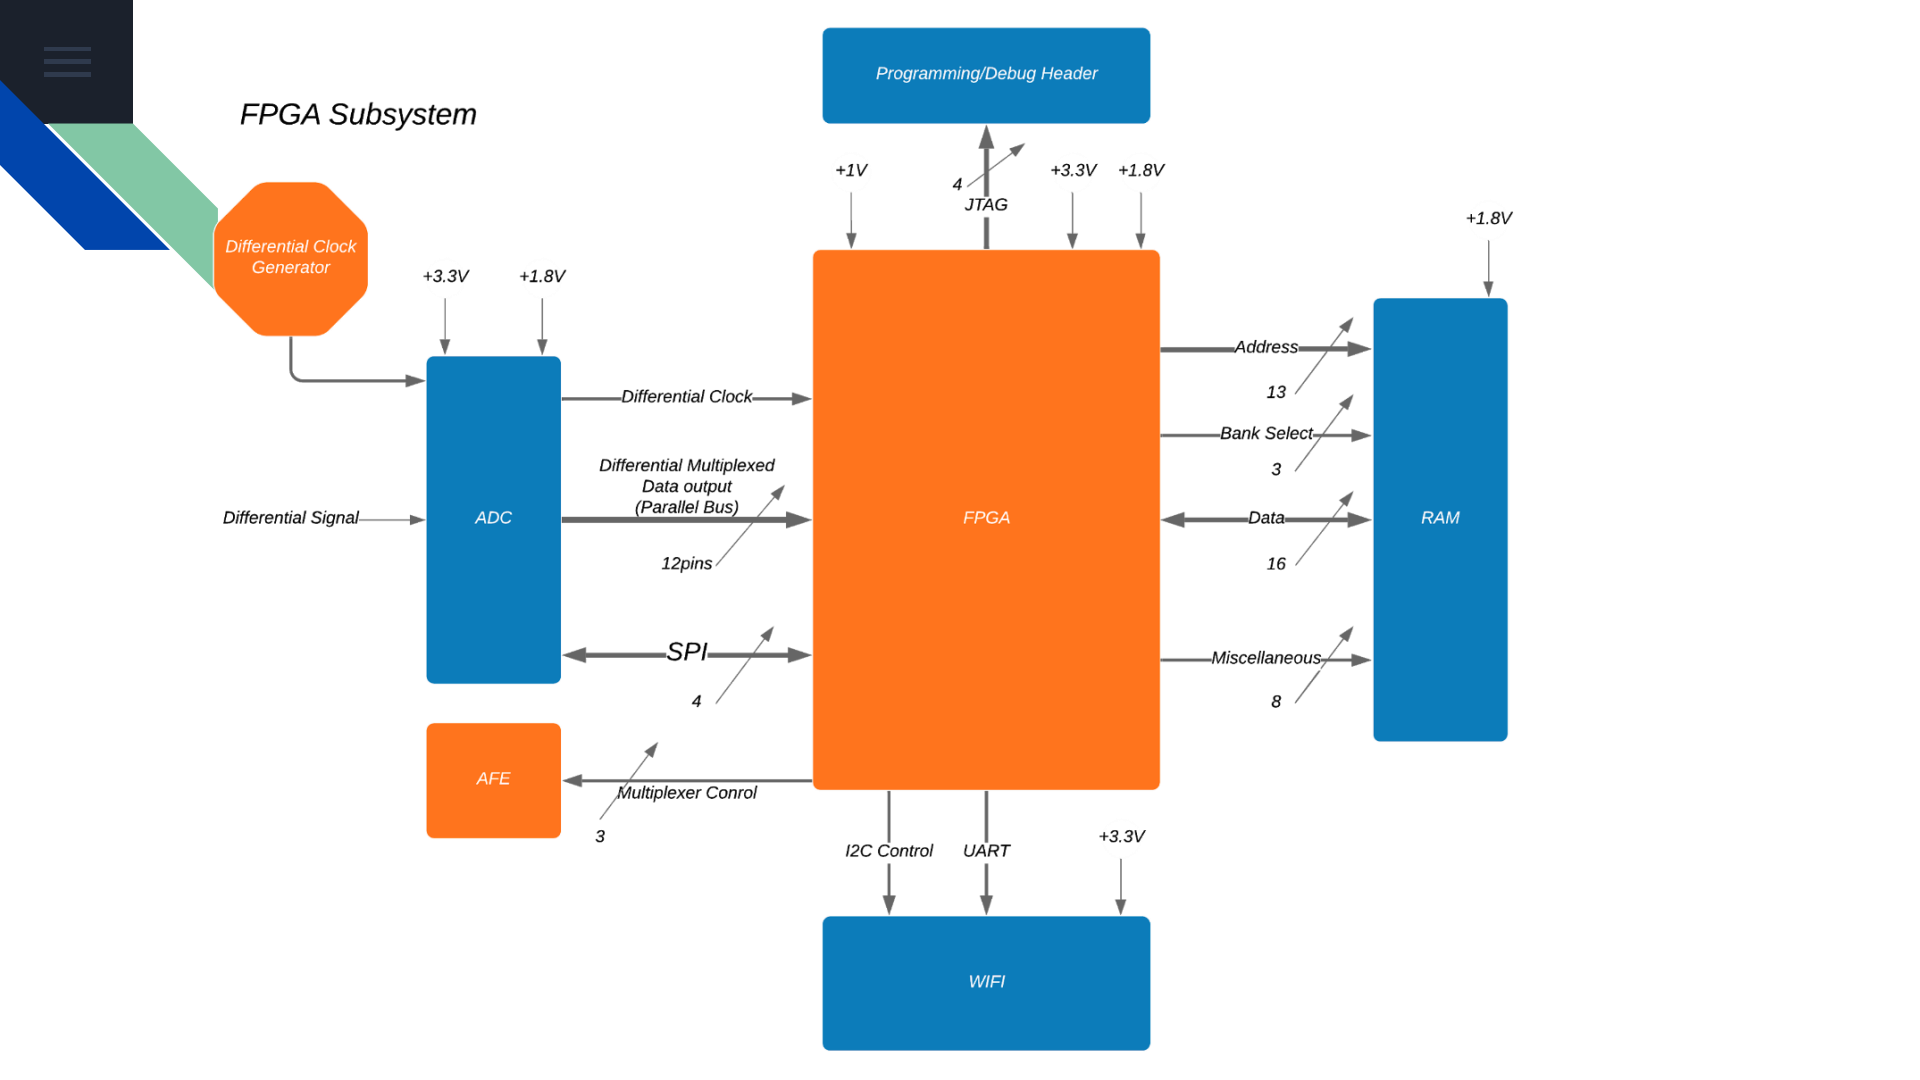 Programming/Debug Header
FPGA Subsystem
+1V
4
+3.3V
+1.8V
JTAG
+1.8V
Differential Clock
Generator
+3.3V
+1.8V
Address
13
Differential Clock
Bank Select
3
Differential Multiplexed
Data output
(Parallel Bus)
Differential Signal
ADC
FPGA
Data
RAM
12pins
16
SPI
Miscellaneous
4
8
AFE
Multiplexer Conrol
3
I2C Control
UART
+3.3V
WIFI